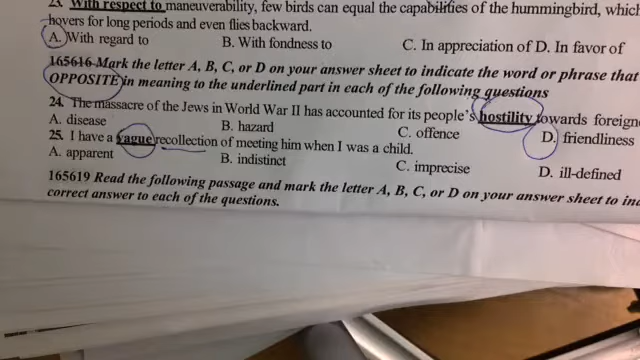 23. With respect to maneuverability, few birds can equal the capabilities of the hummingbird, which
hovers for long periods and even flies backward.
A. With regard to B. With fondness to C. In appreciation of D. In favor of
165616 Mark the letter A, B, C, or D on your answer sheet to indicate the word or phrase that
OPPOSITE in meaning to the underlined part in each of the following questions
24. The massacre of the Jews in World War II has accounted for its people's hostility towards
A. disease B. hazard C. offence D. friendliness
25. I have a vague recollection of meeting him when I was a child.
A. apparent B. indistinct C. imprecise D. ill-defined
165619 Read the following passage and mark the letter A, B, C, or D on your answer sheet to
correct answer to each of the questions.